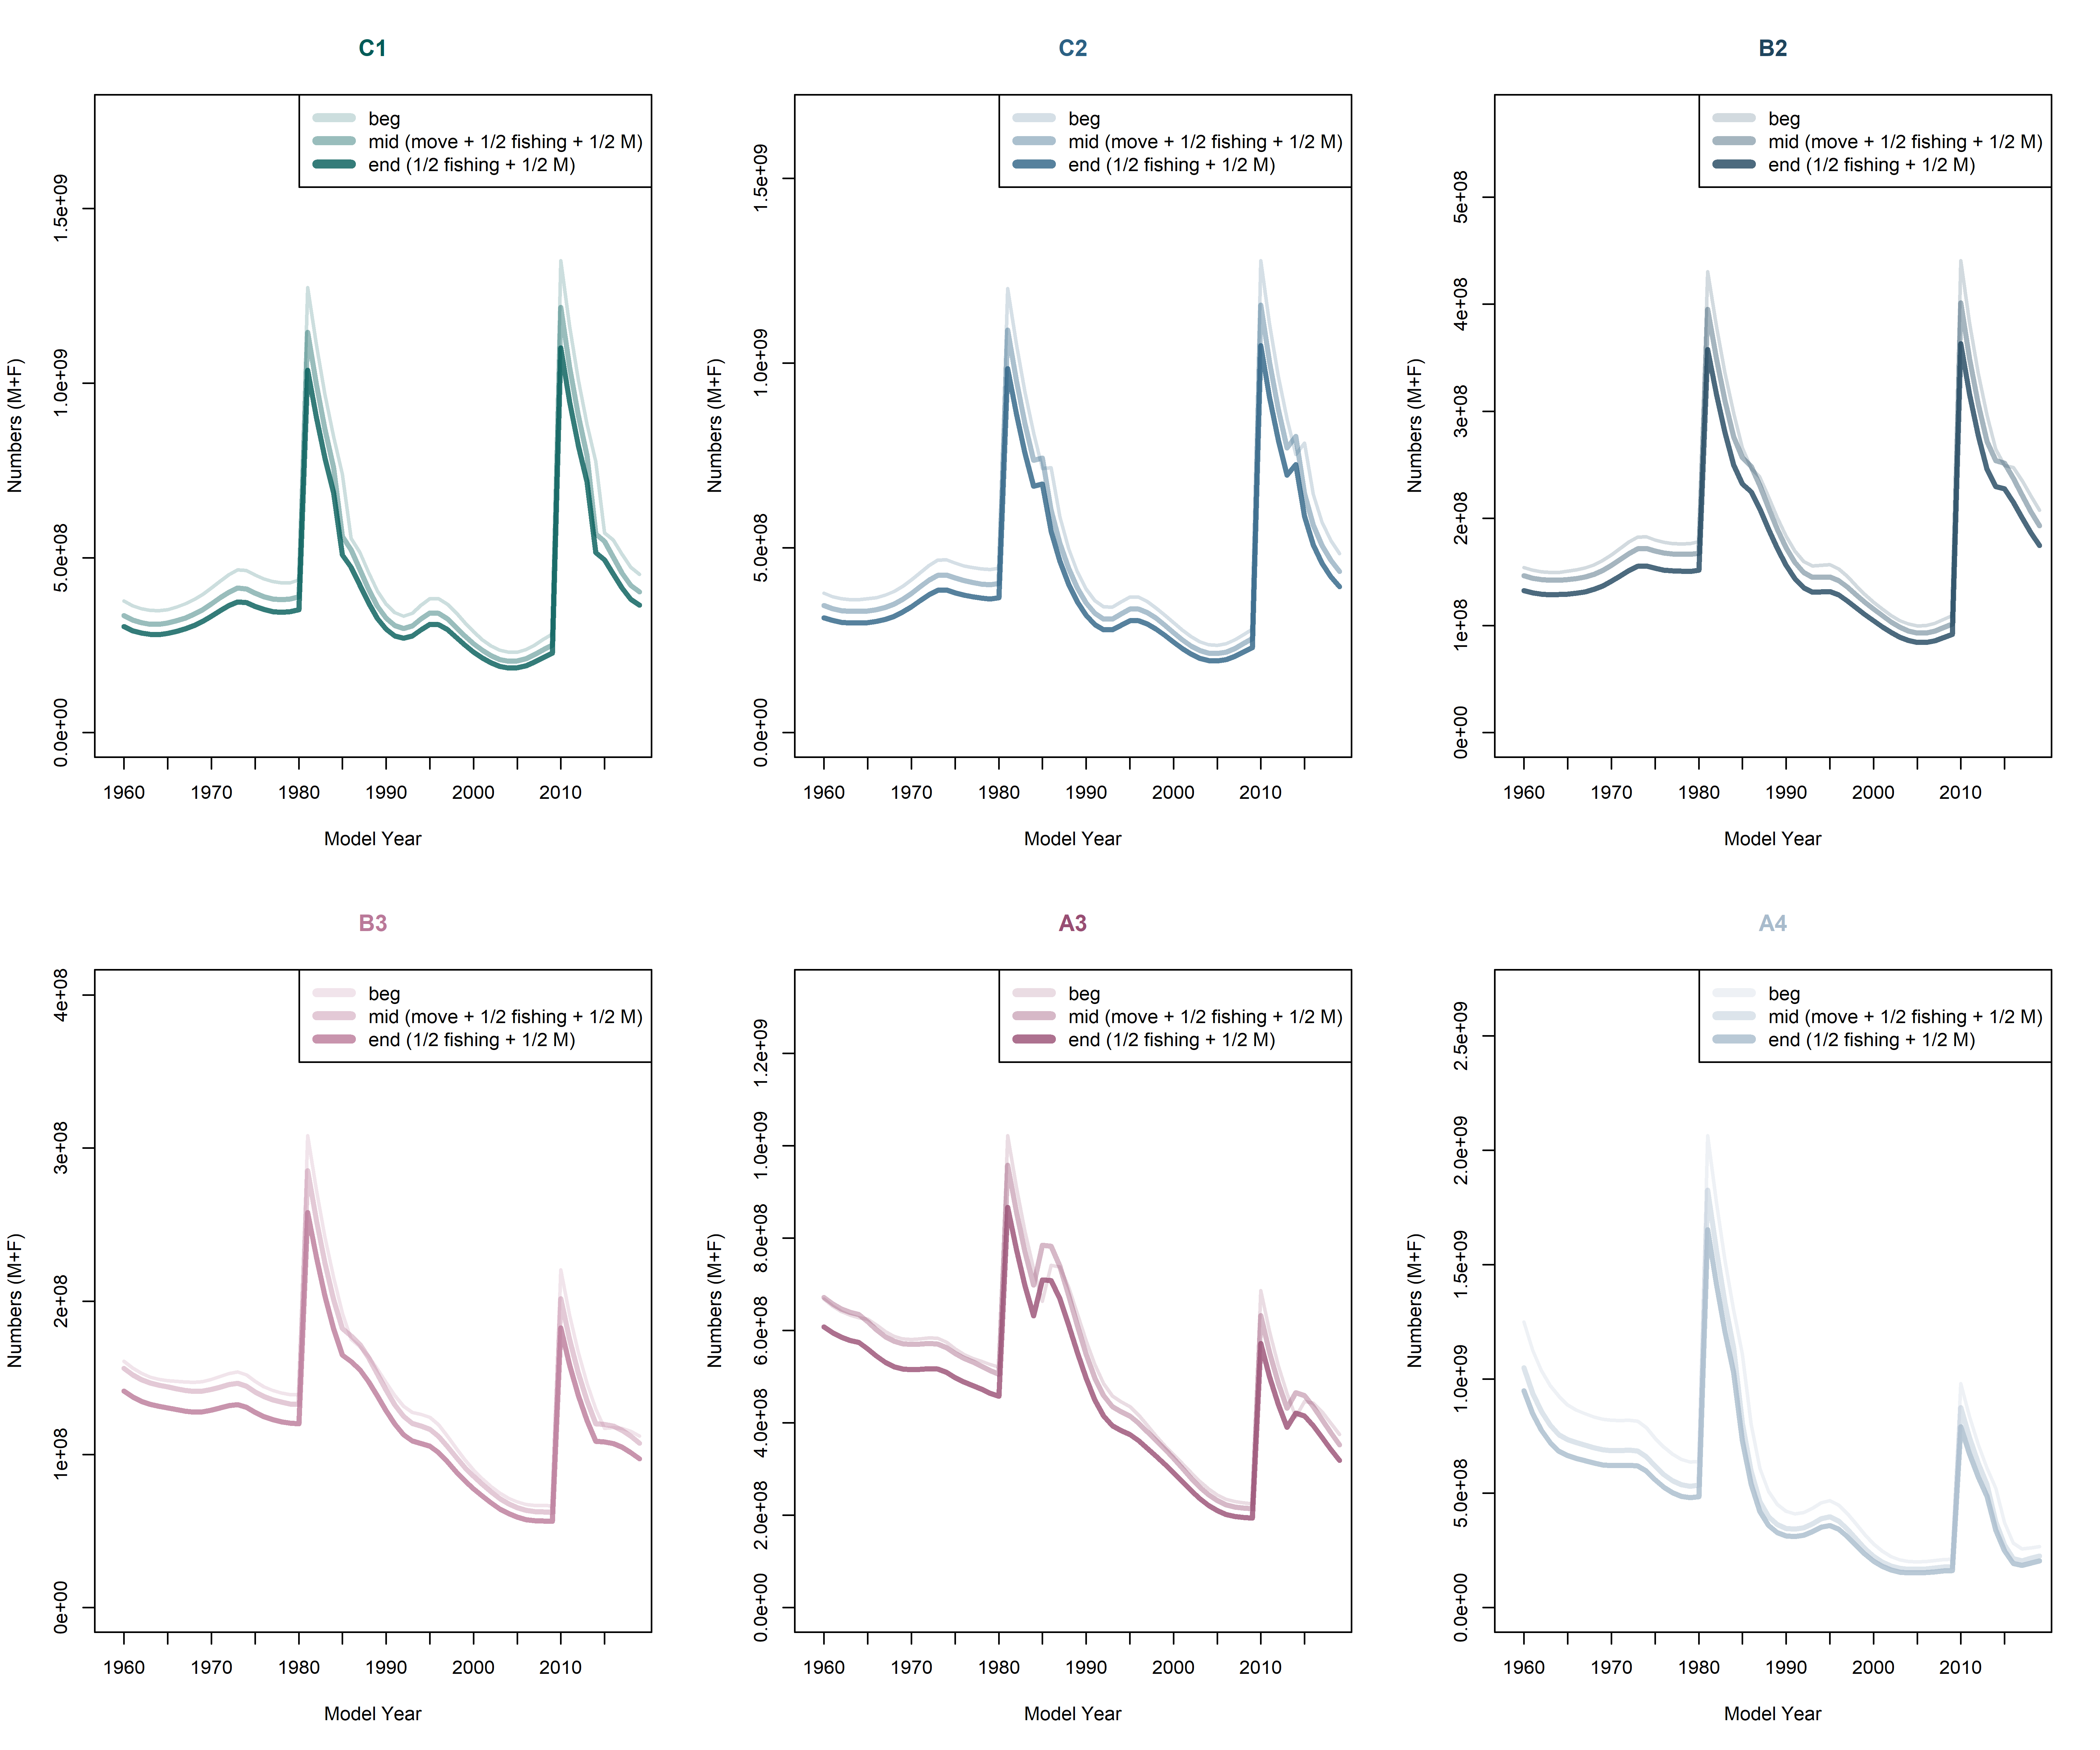 C1
beg
mid (move + 1/2 fishing + 1/2 M)
end (1/2 fishing + 1/2 M)
Numbers (M+F)
0.0e+00 5.0e+08 1.0e+09 1.5e+09
1960 1970 1980 1990 2000 2010
Model Year
C2
beg
mid (move + 1/2 fishing + 1/2 M)
end (1/2 fishing + 1/2 M)
Numbers (M+F)
0.0e+00 5.0e+08 1.0e+09 1.5e+09
1960 1970 1980 1990 2000 2010
Model Year
B2
beg
mid (move + 1/2 fishing + 1/2 M)
end (1/2 fishing + 1/2 M)
Numbers (M+F)
0e+00 1e+08 2e+08 3e+08 4e+08 5e+08
1960 1970 1980 1990 2000 2010
Model Year
B3
beg
mid (move + 1/2 fishing + 1/2 M)
end (1/2 fishing + 1/2 M)
Numbers (M+F)
0e+00 1e+08 2e+08 3e+08 4e+08
1960 1970 1980 1990 2000 2010
Model Year
A3
beg
mid (move + 1/2 fishing + 1/2 M)
end (1/2 fishing + 1/2 M)
Numbers (M+F)
0.0e+00 2.0e+08 4.0e+08 6.0e+08 8.0e+08 1.0e+09 1.2e+09
1960 1970 1980 1990 2000 2010
Model Year
A4
beg
mid (move + 1/2 fishing + 1/2 M)
end (1/2 fishing + 1/2 M)
Numbers (M+F)
0.0e+00 5.0e+08 1.0e+09 1.5e+09 2.0e+09 2.5e+09
1960 1970 1980 1990 2000 2010
Model Year